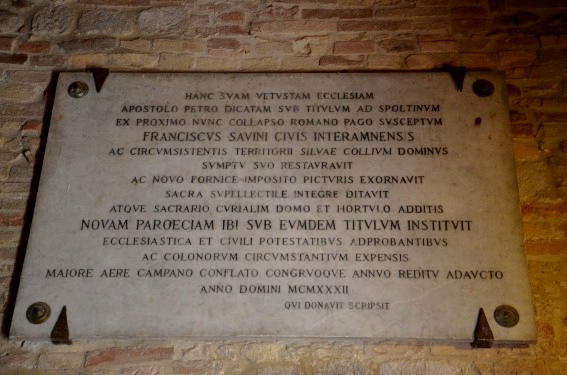 HANC SVAM VETVSTAM ECCLESIAM
APOSTOLO PETRO DICATAM SVB TITVLVM AD SPOLTINVM
EX PROXIMO NVNC COLLAPSO ROMANO PAGO SVSCEPTVM
FRANCISCVS SAVINI CIVIS INTERAMNENSIS
AC CIRCVMSISTENTIS TERRITORII SILVAE COLLIVM DOMINVS
SVMPTV SVO RESTAVRAVIT
AC NOVO FORNICE IMPOSITO PICTVRIS EXORNAVIT
SACRA SVPELLECTILE INTEGRE DITAVIT
ATQVE SACRARIO CVRIALIM DOMO ET HORTVLO ADDITIS
NOVAM PAROECIAM IBI SVB EVMDEM TITVLVM INSTITVIT
ECCLESIASTICA ET CIVILI POTESTATIBVS ADPROBANTIBVS
AC COLONORVM CIRCVMSTANTIVM EXPENSIS
MAIORE AERE CAMPANO CONFLATO CONGRVOQVE ANNVO REDITV ADAVCTO
ANNO DOMINI MCMXXXII
QVI DONAVIT SCRIPSIT